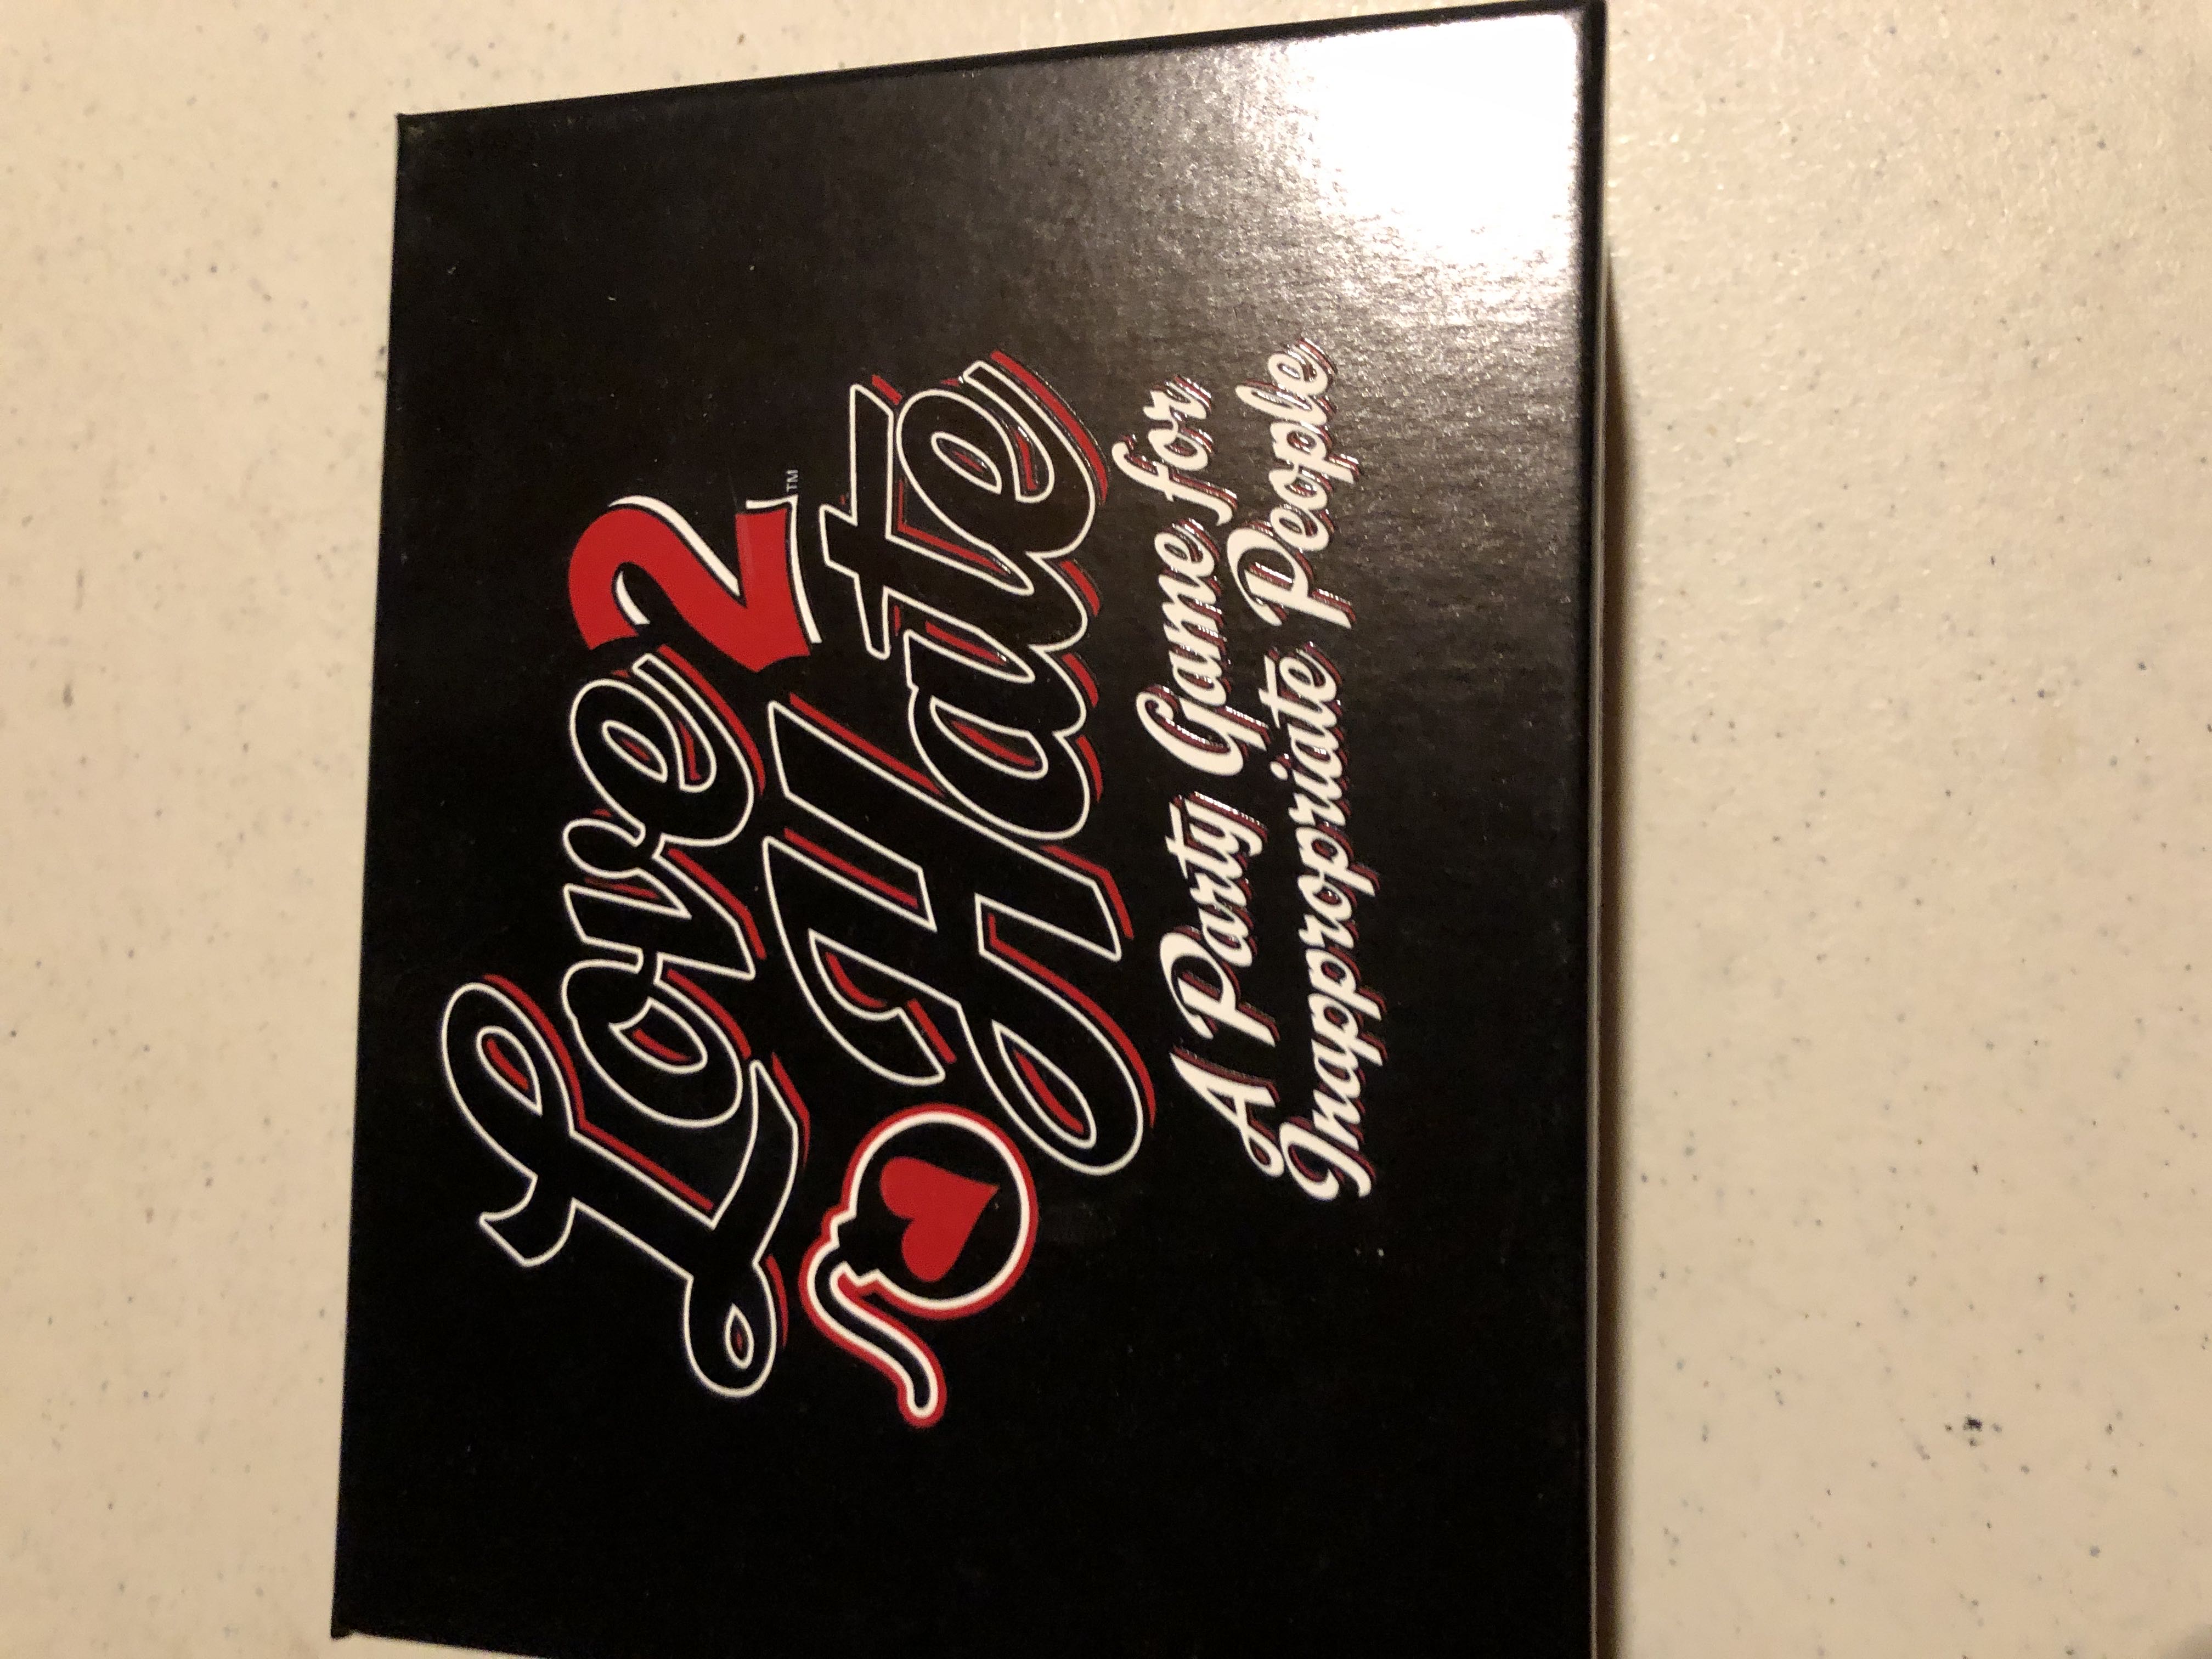 Love 2™
Hate
A Party Game for
Inappropriate People